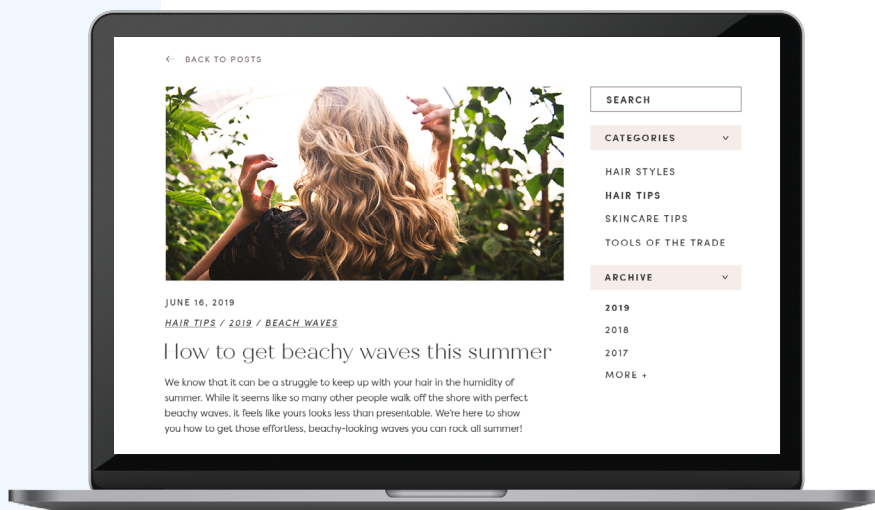 ← BACK TO POSTS
JUNE 16, 2019
HAIR TIPS / 2019 / BEACH WAVES
How to get beachy waves this summer
We know that it can be a struggle to keep up with your hair in the humidity of
summer. While it seems like so many other people walk off the shore with perfect
beachy waves, it feels like yours looks less than presentable. We're here to show
you how to get those effortless, beachy-looking waves you can rock all summer!
SEARCH
CATEGORIES
HAIR STYLES
HAIR TIPS
SKINCARE TIPS
TOOLS OF THE TRADE
ARCHIVE
2019
2018
2017
MORE +